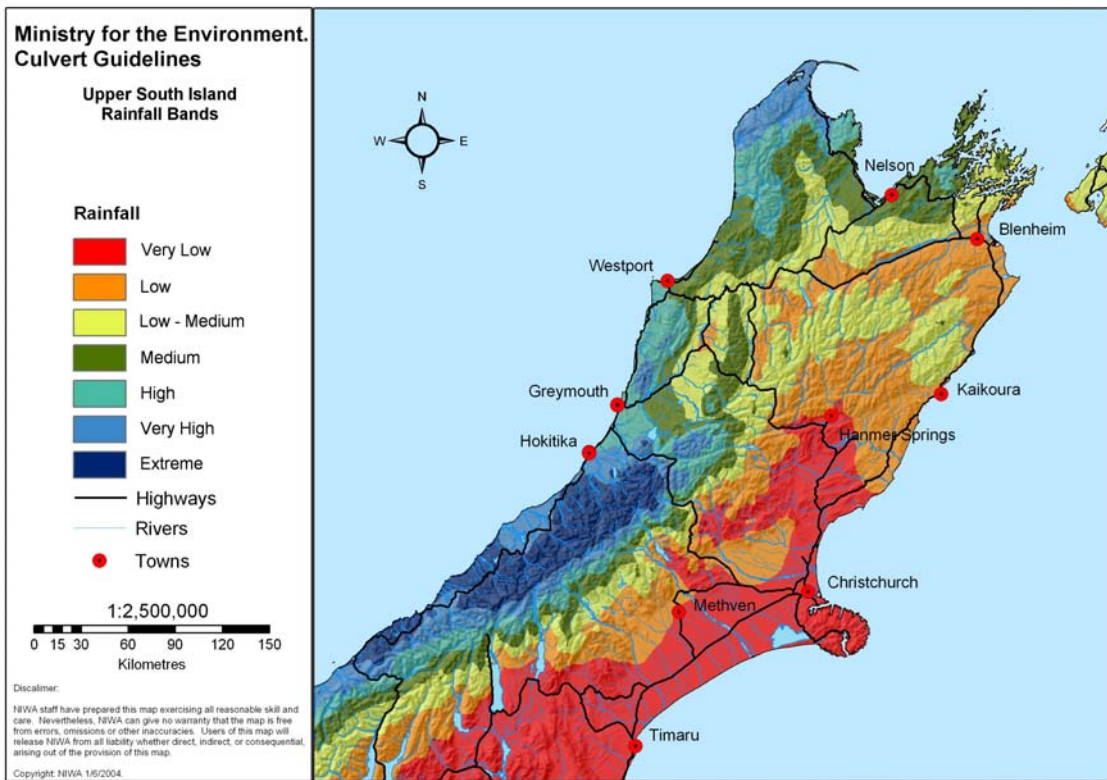 Ministry for the Environment.
Culvert Guidelines
Upper South Island
Rainfall Bands
Rainfall
Very Low
Low
Low - Medium
Medium
High
Very High
Extreme
Highways
Rivers
Towns
1:2,500,000
0 15 30 60 90 120 150
Kilometres
Discalimer:
NIWA staff have prepared this map exercising all reasonable skill and
care. Nevertheless, NIWA can give no warranty that the map is free
from errors, omissions or other inaccuracies. Users of this map will
release NIWA from all liability whether direct, indirect, or consequential,
arising out of the provision of this map.
Copyright: NIWA 1/6/2004.
N
W E
S
Nelson
Blenheim
Westport
Greymouth
Kaikoura
Hanmer Springs
Hokitika
Christchurch
Methven
Timaru